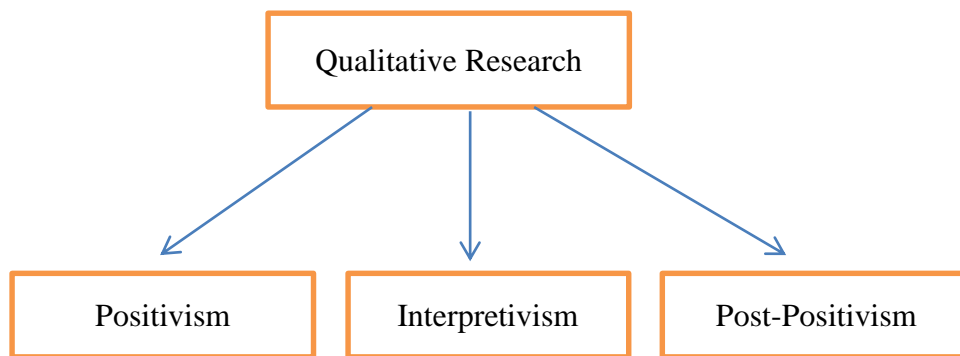 Qualitative Research
Positivism
Interpretivism
Post-Positivism